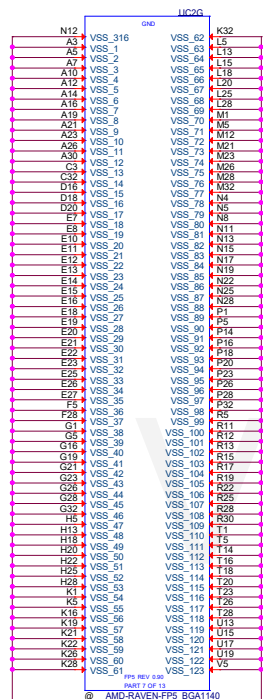 UC2G
GND
N12 VSS_316 VSS_62 K32
A3 VSS_1 VSS_63 L5
A5 VSS_2 VSS_64 L13
A7 VSS_3 VSS_65 L15
A10 VSS_4 VSS_66 L18
A12 VSS_5 VSS_67 L20
A14 VSS_6 VSS_68 L25
A16 VSS_7 VSS_69 L28
A19 VSS_8 VSS_70 M1
A21 VSS_9 VSS_71 M5
A23 VSS_10 VSS_72 M12
A26 VSS_11 VSS_73 M21
A30 VSS_12 VSS_74 M23
C3 VSS_13 VSS_75 M26
C32 VSS_14 VSS_76 M28
D16 VSS_15 VSS_77 M32
D18 VSS_16 VSS_78 N4
D20 VSS_17 VSS_79 N5
E7 VSS_18 VSS_80 N8
E8 VSS_19 VSS_81 N11
E10 VSS_20 VSS_82 N13
E11 VSS_21 VSS_83 N15
E12 VSS_22 VSS_84 N17
E13 VSS_23 VSS_85 N19
E14 VSS_24 VSS_86 N22
E15 VSS_25 VSS_87 N25
E16 VSS_26 VSS_88 N28
E18 VSS_27 VSS_89 P1
E19 VSS_28 VSS_90 P5
E20 VSS_29 VSS_91 P14
E21 VSS_30 VSS_92 P16
E22 VSS_31 VSS_93 P18
E23 VSS_32 VSS_94 P20
E25 VSS_33 VSS_95 P23
E26 VSS_34 VSS_96 P26
E27 VSS_35 VSS_97 P28
F5 VSS_36 VSS_98 P32
F28 VSS_37 VSS_99 R5
G1 VSS_38 VSS_100 R11
G5 VSS_39 VSS_101 R12
G16 VSS_40 VSS_102 R13
G19 VSS_41 VSS_103 R15
G21 VSS_42 VSS_104 R17
G23 VSS_43 VSS_105 R19
G26 VSS_44 VSS_106 R22
G28 VSS_45 VSS_107 R25
G32 VSS_46 VSS_108 R28
H5 VSS_47 VSS_109 R30
H13 VSS_48 VSS_110 T1
H18 VSS_49 VSS_111 T5
H20 VSS_50 VSS_112 T14
H22 VSS_51 VSS_113 T16
H25 VSS_52 VSS_114 T18
H28 VSS_53 VSS_115 T20
K1 VSS_54 VSS_116 T23
K5 VSS_55 VSS_117 T26
K16 VSS_56 VSS_118 T28
K19 VSS_57 VSS_119 U13
K21 VSS_58 VSS_120 U15
K22 VSS_59 VSS_121 U17
K26 VSS_60 VSS_122 U19
K28 VSS_61 VSS_123 V5
FP5 REV 0.90
PART 7 OF 13
@ AMD-RAVEN-FP5_BGA1140